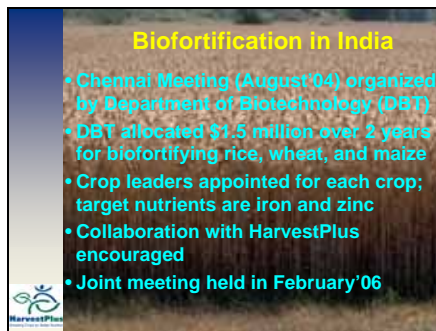 Biofortification in India
• Chennai Meeting (August'04) organized
by Department of Biotechnology (DBT)
• DBT allocated $1.5 million over 2 years
for biofortifying rice, wheat, and maize
• Crop leaders appointed for each crop;
target nutrients are iron and zinc
• Collaboration with HarvestPlus
encouraged
• Joint meeting held in February'06
HarvestPlus